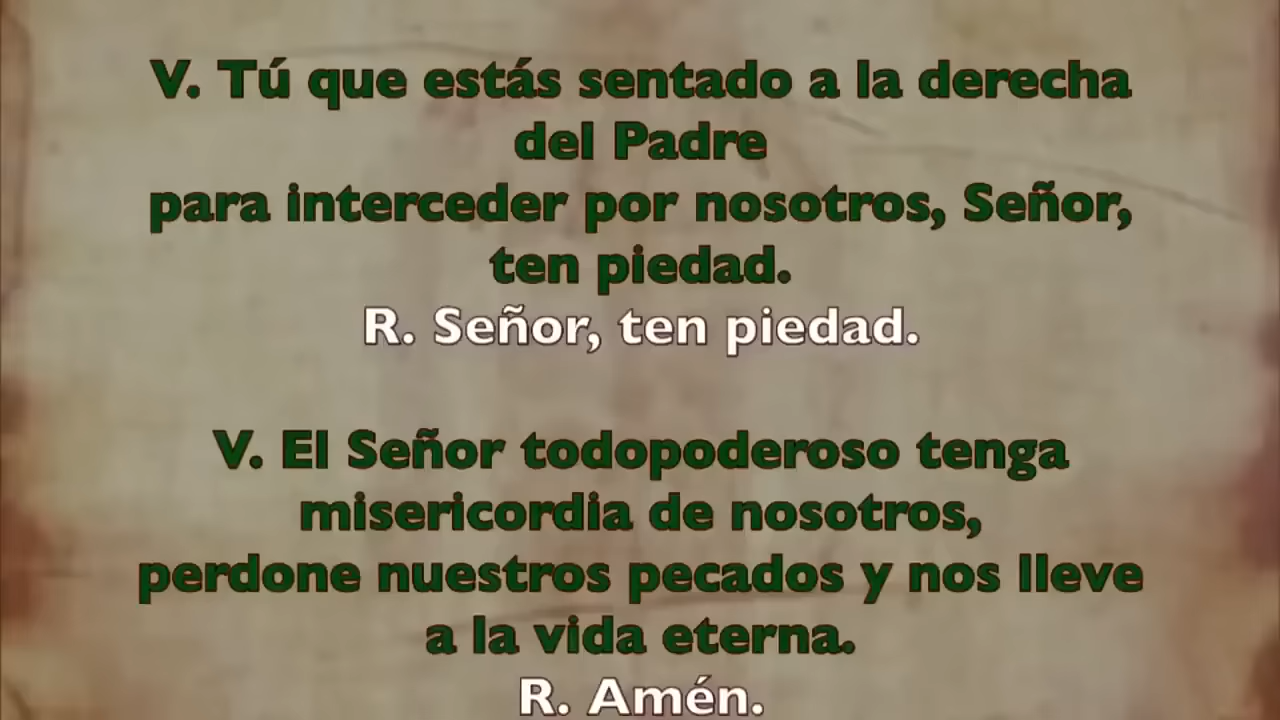 V. Tú que estás sentado a la derecha
del Padre
para interceder por nosotros, Señor,
ten piedad.
R. Señor, ten piedad.
V. El Señor todopoderoso tenga
misericordia de nosotros,
perdone nuestros pecados y nos lleve
a la vida eterna.
R. Amén.